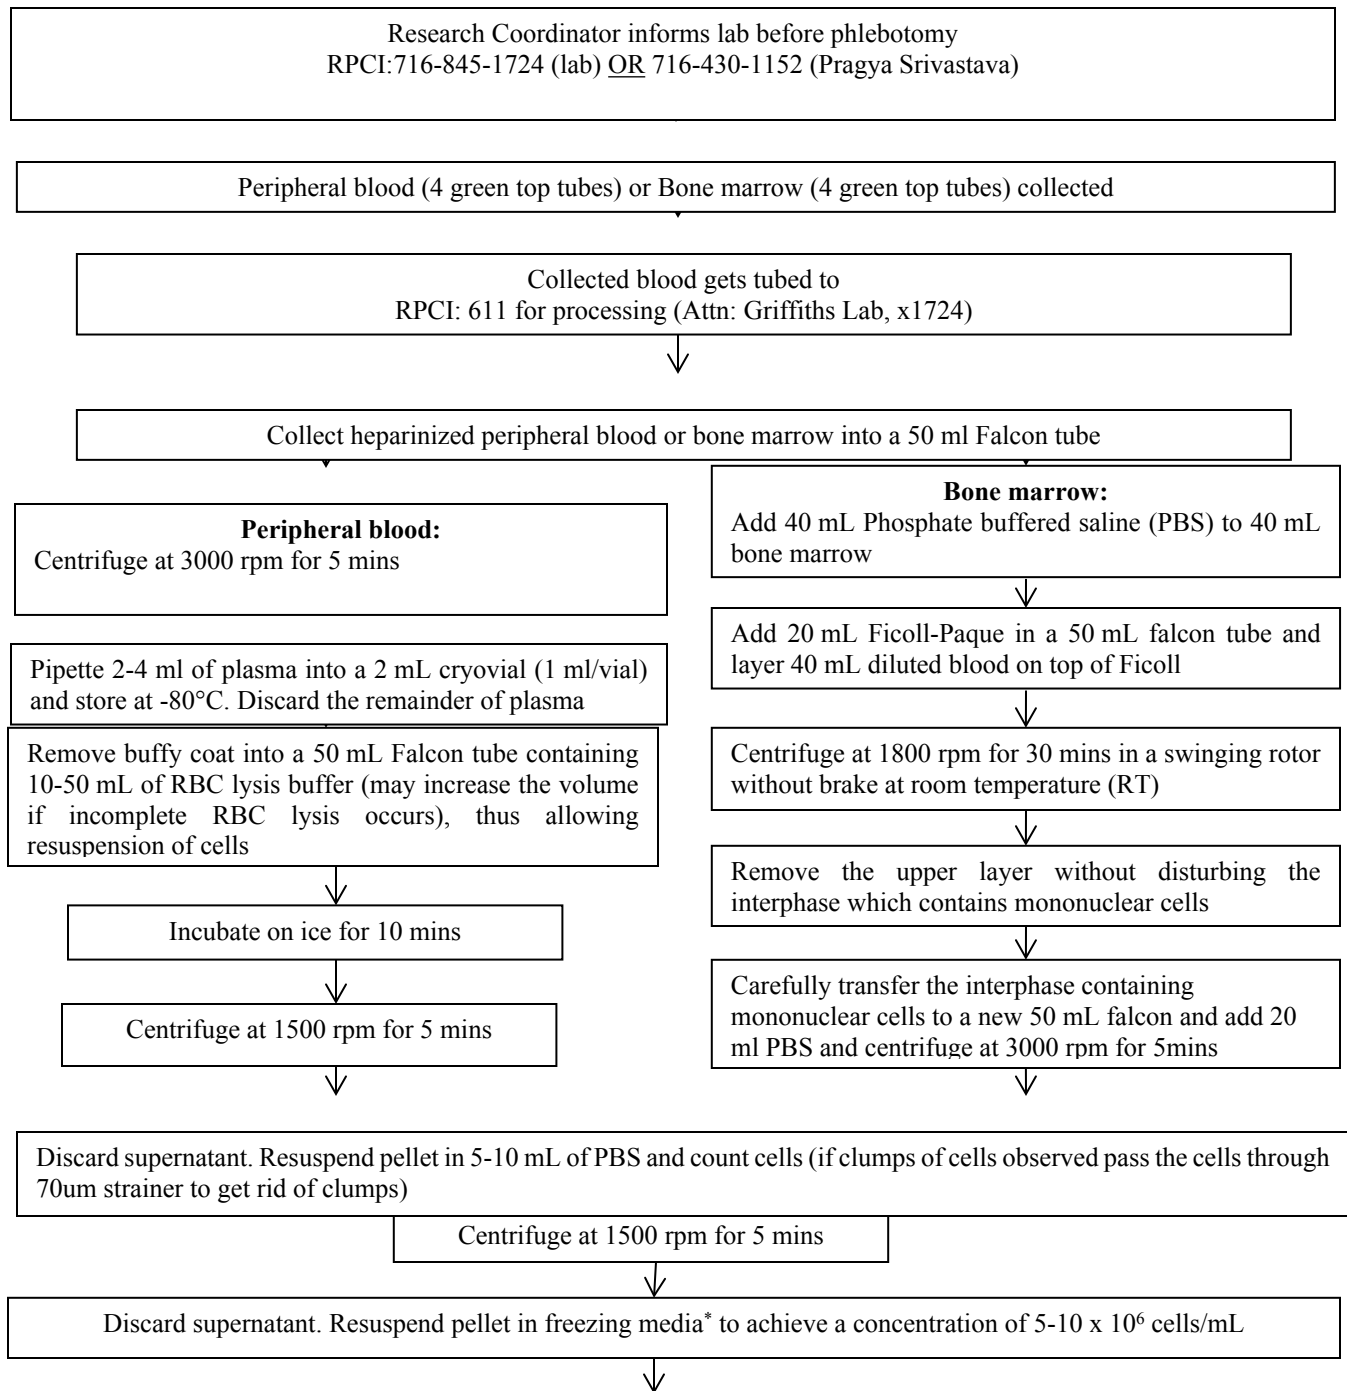 Research Coordinator informs lab before phlebotomy
RPCI:716-845-1724 (lab) OR 716-430-1152 (Pragya Srivastava)
Peripheral blood (4 green top tubes) or Bone marrow (4 green top tubes) collected
Collected blood gets tubed to
RPCI: 611 for processing (Attn: Griffiths Lab, x1724)
Collect heparinized peripheral blood or bone marrow into a 50 ml Falcon tube
Peripheral blood:
Centrifuge at 3000 rpm for 5 mins
Pipette 2-4 ml of plasma into a 2 mL cryovial (1 ml/vial)
and store at -80°C. Discard the remainder of plasma
Remove buffy coat into a 50 mL Falcon tube containing
10-50 mL of RBC lysis buffer (may increase the volume
if incomplete RBC lysis occurs), thus allowing
resuspension of cells
Incubate on ice for 10 mins
Centrifuge at 1500 rpm for 5 mins
Bone marrow:
Add 40 mL Phosphate buffered saline (PBS) to 40 mL
bone marrow
Add 20 mL Ficoll-Paque in a 50 mL falcon tube and
layer 40 mL diluted blood on top of Ficoll
Centrifuge at 1800 rpm for 30 mins in a swinging rotor
without brake at room temperature (RT)
Remove the upper layer without disturbing the
interphase which contains mononuclear cells
Carefully transfer the interphase containing
mononuclear cells to a new 50 mL falcon and add 20
ml PBS and centrifuge at 3000 rpm for 5mins
Discard supernatant. Resuspend pellet in 5-10 mL of PBS and count cells (if clumps of cells observed pass the cells through
70um strainer to get rid of clumps)
Centrifuge at 1500 rpm for 5 mins
Discard supernatant. Resuspend pellet in freezing media* to achieve a concentration of 5-10 x 10⁶ cells/mL